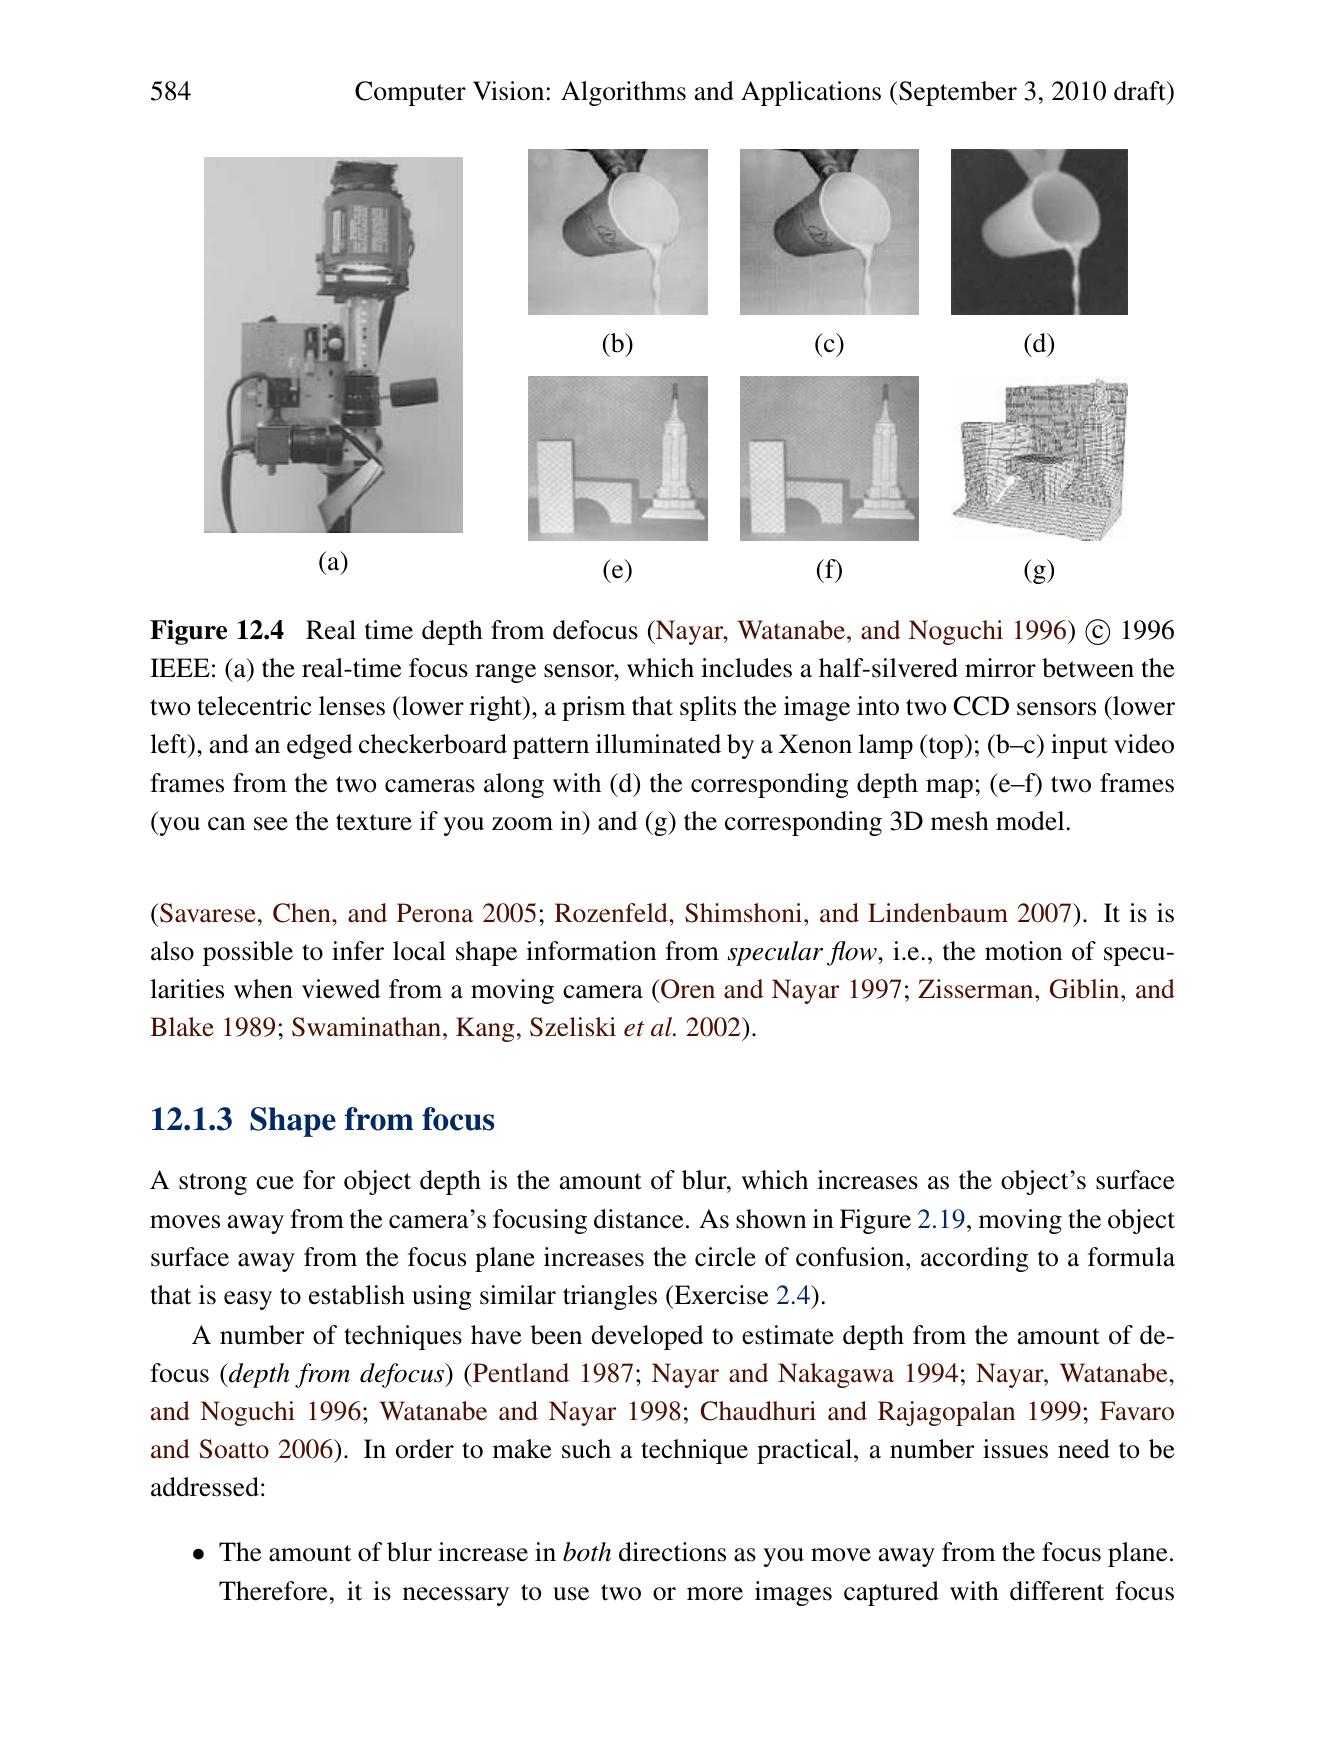 584 Computer Vision: Algorithms and Applications (September 3, 2010 draft)
(a)
(b) (c) (d)
(e) (f) (g)
Figure 12.4 Real time depth from defocus (Nayar, Watanabe, and Noguchi 1996) © 1996
IEEE: (a) the real-time focus range sensor, which includes a half-silvered mirror between the
two telecentric lenses (lower right), a prism that splits the image into two CCD sensors (lower
left), and an edged checkerboard pattern illuminated by a Xenon lamp (top); (b–c) input video
frames from the two cameras along with (d) the corresponding depth map; (e–f) two frames
(you can see the texture if you zoom in) and (g) the corresponding 3D mesh model.
(Savarese, Chen, and Perona 2005; Rozenfeld, Shimshoni, and Lindenbaum 2007). It is is
also possible to infer local shape information from specular flow, i.e., the motion of specu-
larities when viewed from a moving camera (Oren and Nayar 1997; Zisserman, Giblin, and
Blake 1989; Swaminathan, Kang, Szeliski et al. 2002).
12.1.3 Shape from focus
A strong cue for object depth is the amount of blur, which increases as the object's surface
moves away from the camera's focusing distance. As shown in Figure 2.19, moving the object
surface away from the focus plane increases the circle of confusion, according to a formula
that is easy to establish using similar triangles (Exercise 2.4).
A number of techniques have been developed to estimate depth from the amount of de-
focus (depth from defocus) (Pentland 1987; Nayar and Nakagawa 1994; Nayar, Watanabe,
and Noguchi 1996; Watanabe and Nayar 1998; Chaudhuri and Rajagopalan 1999; Favaro
and Soatto 2006). In order to make such a technique practical, a number issues need to be
addressed:
• The amount of blur increase in both directions as you move away from the focus plane.
Therefore, it is necessary to use two or more images captured with different focus